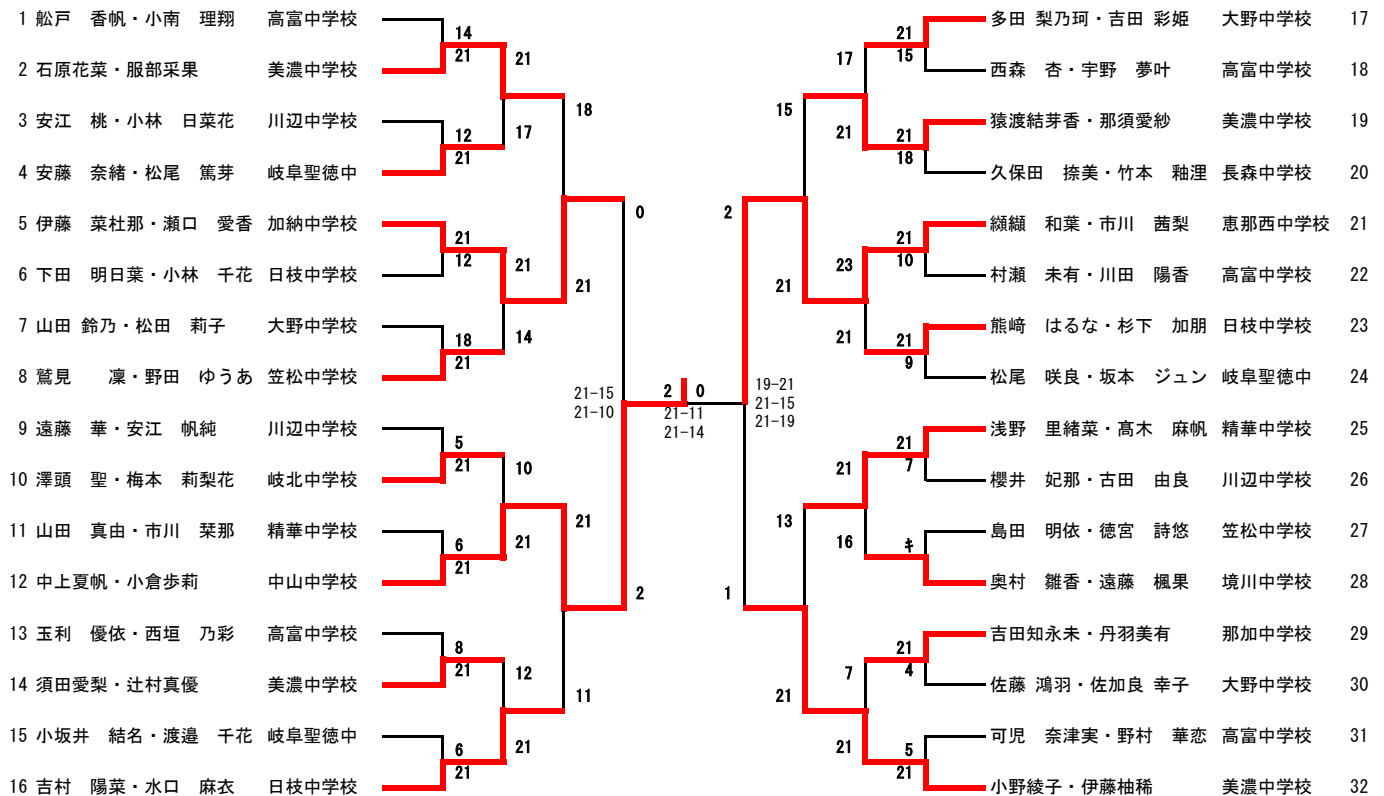 1 舩戸　香帆・小南　理翔　高富中学校
14
21
2 石原花菜・服部采果　美濃中学校
21
3 安江　桃・小林　日菜花　川辺中学校
12
21
17
4 安藤　奈緒・松尾　篤芽　岐阜聖徳中
18
5 伊藤　菜杜那・瀬口　愛香　加納中学校
21
12
21
6 下田　明日葉・小林　千花　日枝中学校
21
7 山田 鈴乃・松田　莉子　大野中学校
18
21
14
8 鷲見　　凜・野田　ゆうあ　笠松中学校
0
9 遠藤　華・安江　帆純　川辺中学校
5
21
10
10 澤頭　聖・梅本　莉梨花　岐北中学校
21
11 山田　真由・市川　栞那　精華中学校
6
21
21
12 中上夏帆・小倉歩莉　中山中学校
2
13 玉利　優依・西垣　乃彩　高富中学校
8
21
12
14 須田愛梨・辻村真優　美濃中学校
11
15 小坂井　結名・渡邉　千花　岐阜聖徳中
6
21
21
16 吉村　陽菜・水口　麻衣　日枝中学校
21-15
21-10
2 0
21-11
21-14
19-21
21-15
21-19
多田 梨乃珂・吉田 彩姫　大野中学校　17
21
15
17
西森　杏・宇野　夢叶　高富中学校　18
15
猿渡結芽香・那須愛紗　美濃中学校　19
21
18
21
久保田　捺美・竹本　釉浬　長森中学校　20
2
纐纈　和葉・市川　茜梨　恵那西中学校　21
21
10
23
村瀬　未有・川田　陽香　高富中学校　22
21
熊﨑　はるな・杉下　加朋　日枝中学校　23
21
9
21
松尾　咲良・坂本　ジュン　岐阜聖徳中　24
浅野　里緒菜・髙木　麻帆　精華中学校　25
21
7
21
櫻井　妃那・古田　由良　川辺中学校　26
13
島田　明依・徳宮　詩悠　笠松中学校　27
キ
16
奥村　雛香・遠藤　楓果　境川中学校　28
1
吉田知永未・丹羽美有　那加中学校　29
21
4
7
佐藤 鴻羽・佐加良 幸子　大野中学校　30
21
可児　奈津実・野村　華恋　高富中学校　31
5
21
21
小野綾子・伊藤柚稀　美濃中学校　32